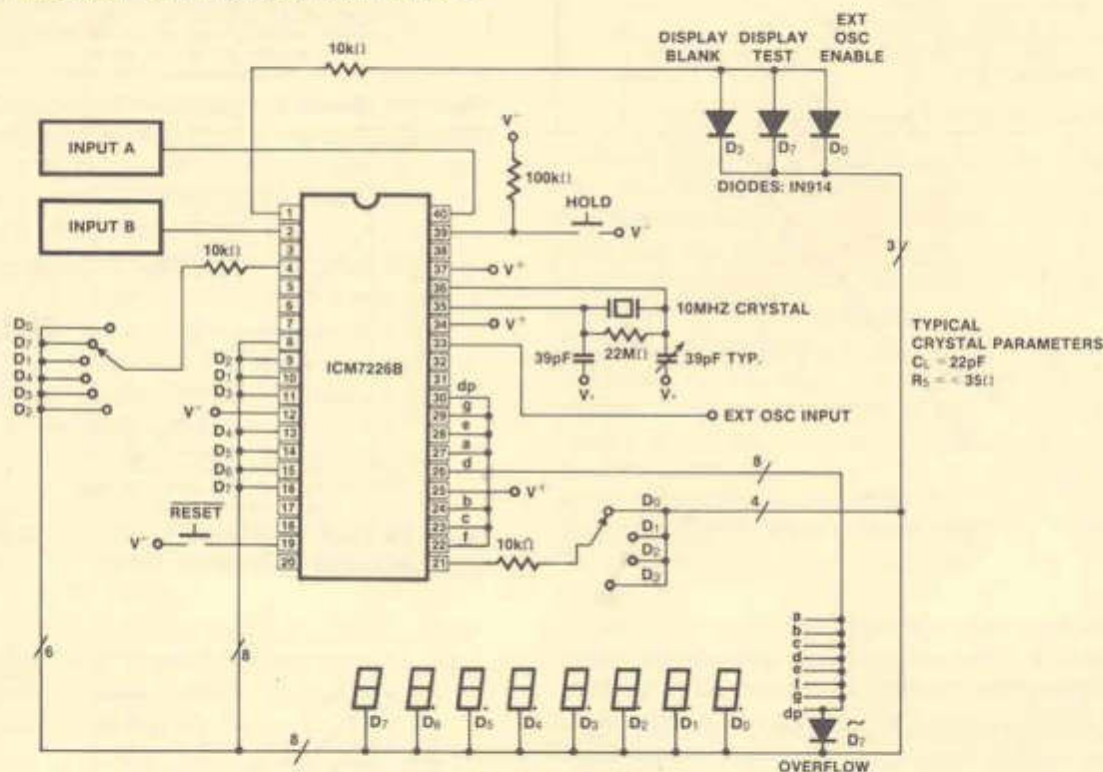 10kΩ
DISPLAY BLANK
DISPLAY TEST
EXT OSC ENABLE
D3
D7
D0
DIODES: IN914
INPUT A
INPUT B
V-
100kΩ
HOLD
10kΩ
1
2
3
4
5
6
7
8
9
10
11
12
13
14
15
16
17
18
19
20
ICM7226B
40
39
38
37
36
35
34
33
32
31
30
29
28
27
26
25
24
23
22
21
V+
10MHZ CRYSTAL
V+
39pF
22MΩ
39pF TYP.
V+
V+
EXT OSC INPUT
3
TYPICAL
CRYSTAL PARAMETERS
CL = 22pF
RS = < 35Ω
D7
D1
D4
D3
D2
D2
D1
D3
V-
D4
D5
D6
D7
RESET
V-
dp
g
e
a
d
V+
b
c
f
10kΩ
D0
D1
D2
D3
8
4
6
8
8
D7
D6
D5
D4
D3
D2
D1
D0
a
b
c
d
e
f
g
dp
D7
OVERFLOW